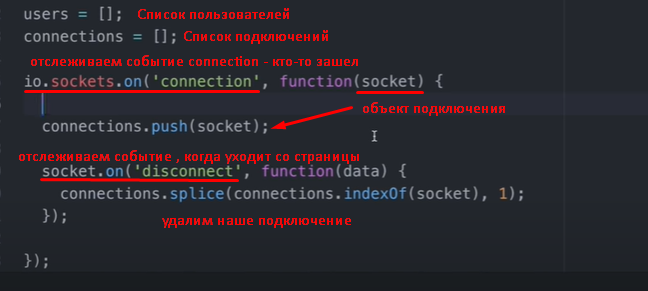 users = []; Список пользователей
connections = []; Список подключений
отслеживаем событие connection - кто-то зашел
io.sockets.on('connection', function(socket) {
объект подключения
connections.push(socket);
отслеживаем событие , когда уходит со страницы
socket.on('disconnect', function(data) {
connections.splice(connections.indexOf(socket), 1);
});
удалим наше подключение
});